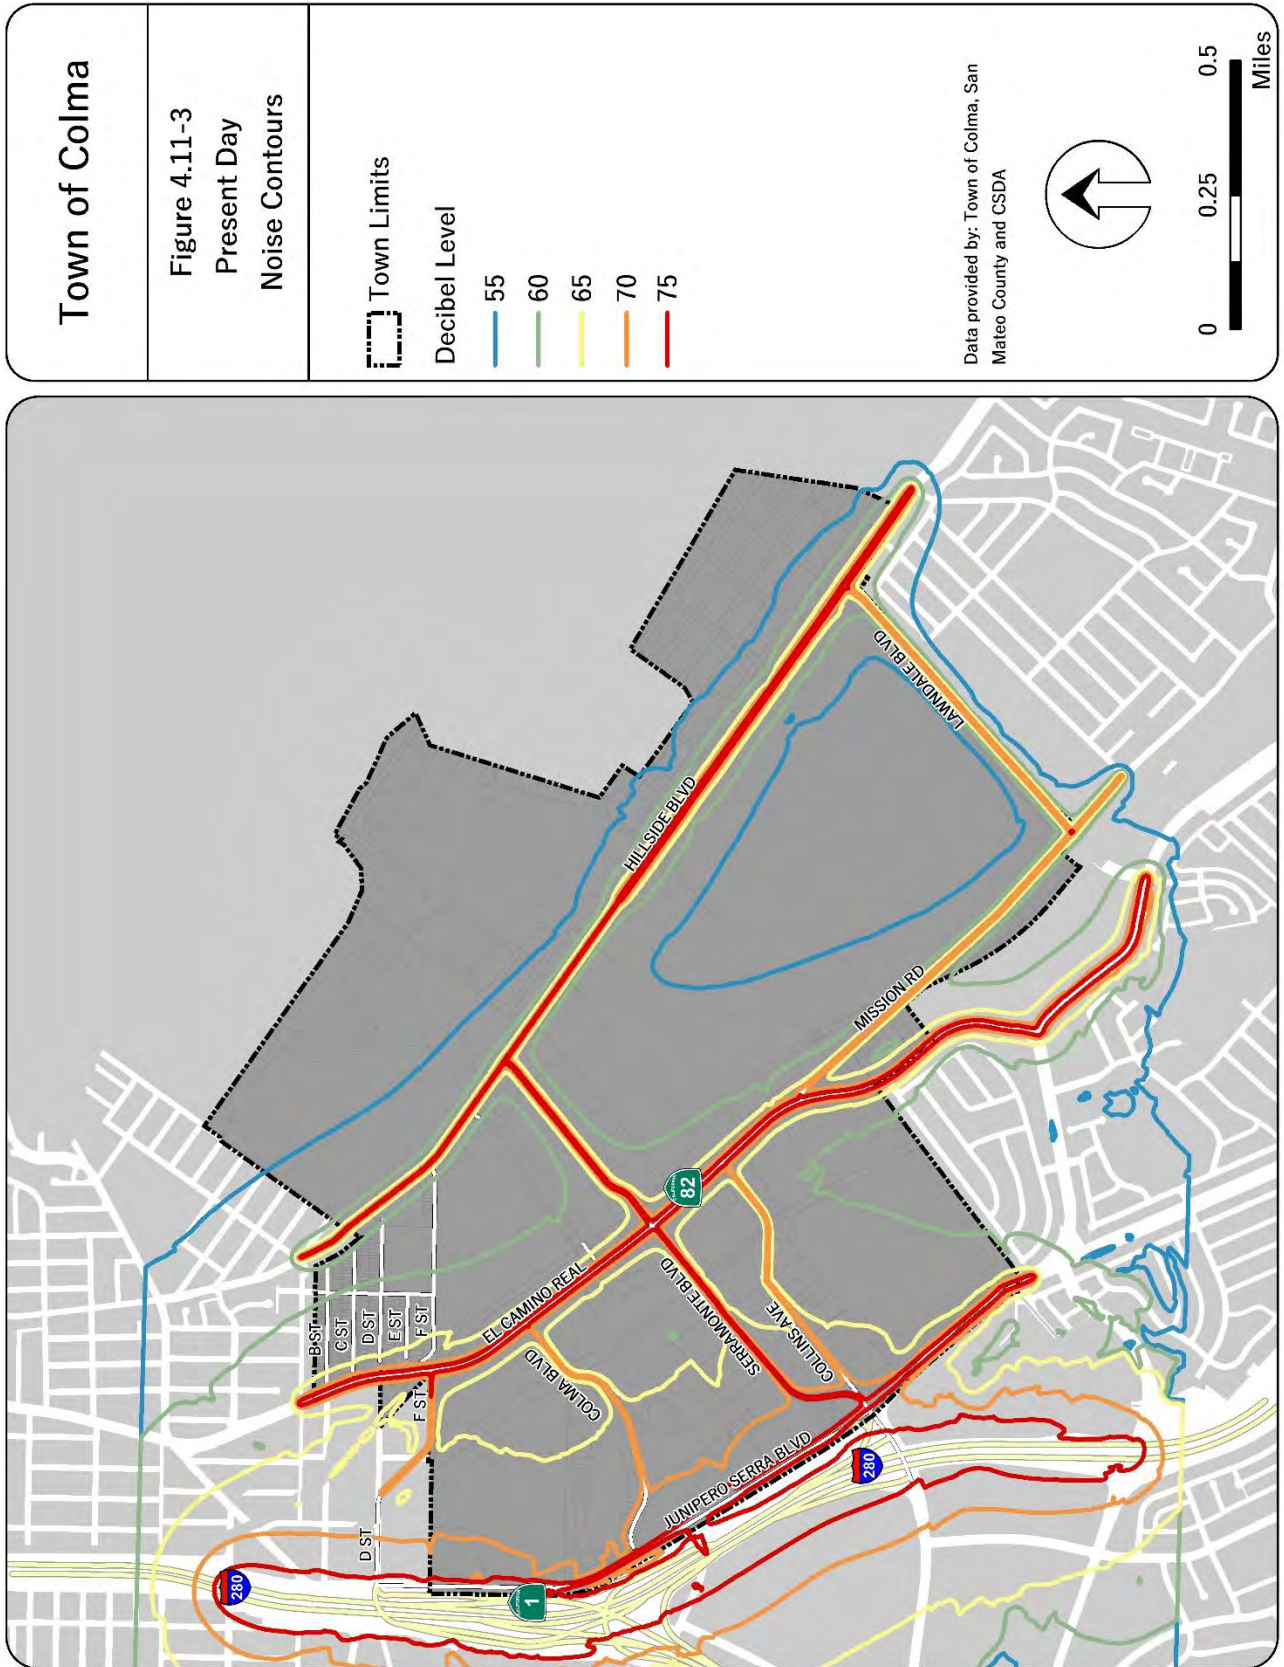 Town of Colma
Figure 4.11-3
Present Day
Noise Contours
Town Limits
Decibel Level
55
60
65
70
75
Data provided by: Town of Colma, San
Mateo County and CSDA
0
0.25
0.5
Miles
HILLSIDE BLVD
LAWNDALE BLVD
MISSION RD
82
EL CAMINO REAL
SERRAMONTE BLVD
COLLINS AVE
COLMA BLVD
JUNIPERO SERRA BLVD
B ST
C ST
D ST
E ST
F ST
F ST
D ST
280
280
1